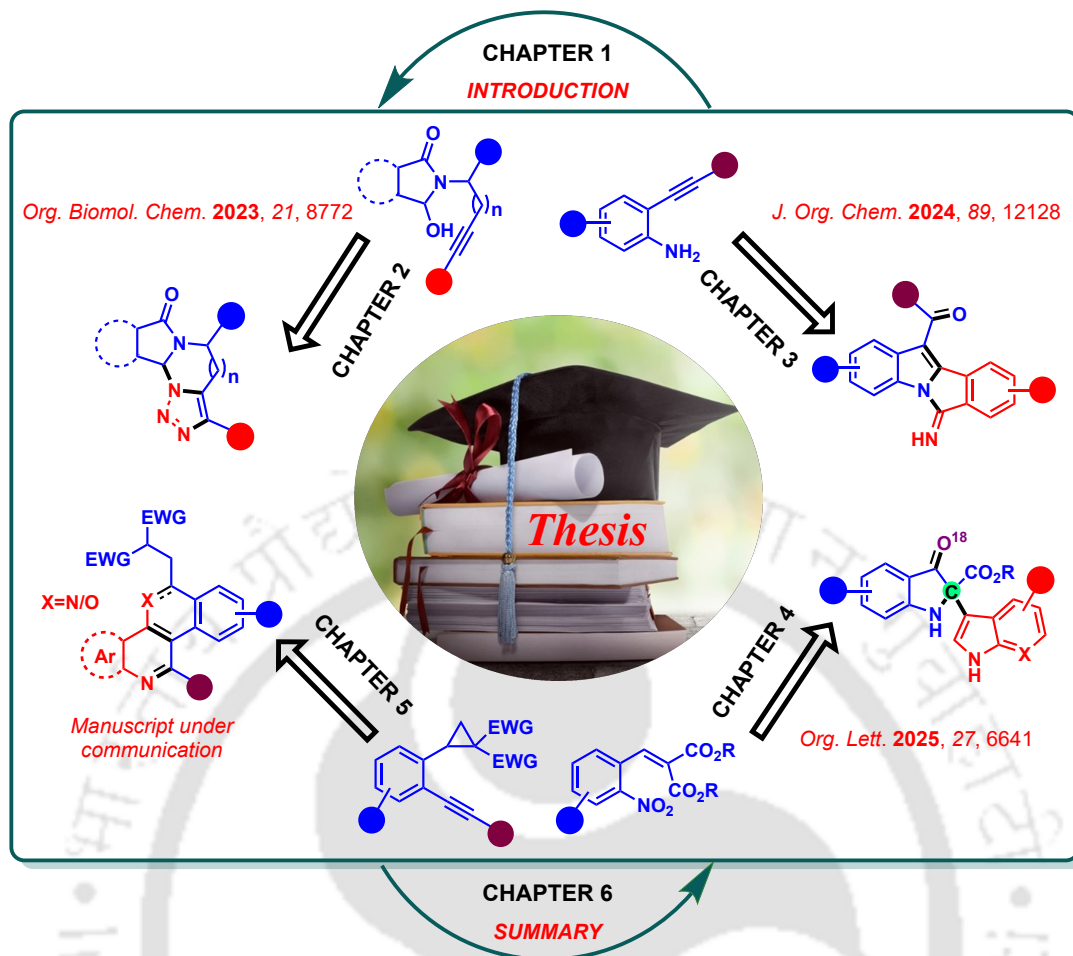 CHAPTER 1
INTRODUCTION
Org. Biomol. Chem. 2023, 21, 8772
O
N
OH
n
CHAPTER 2
O
N
n
N
N
N
NH₂
J. Org. Chem. 2024, 89, 12128
CHAPTER 3
O
N
HN
Thesis
EWG
EWG
X=N/O
X
Ar
N
Manuscript under
communication
CHAPTER 5
EWG
EWG
CHAPTER 4
O¹⁸
CO₂R
C
N
H
N
H
X
Org. Lett. 2025, 27, 6641
CO₂R
CO₂R
NO₂
CHAPTER 6
SUMMARY